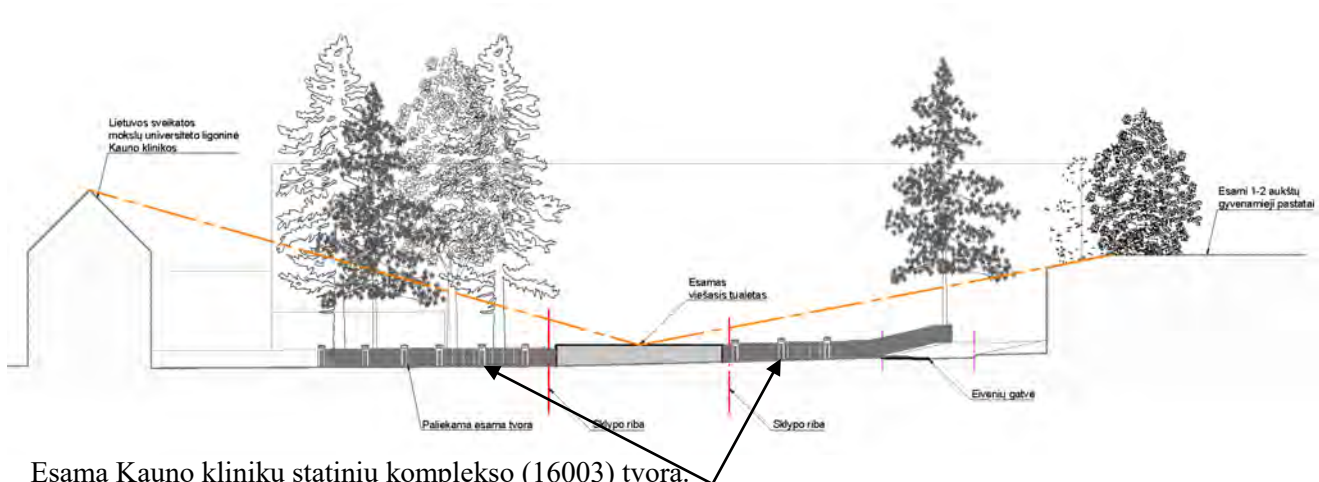 Lietuvos sveikatos
mokslų universiteto ligoninė
Kauno klinikos
Esami 1-2 aukštų
gyvenamieji pastatai
Esamas
viešasis tualetas
Eivenių gatvė
Paliekama esama tvora
Sklypo riba
Sklypo riba
Esama Kauno klinikų statinių komplekso (16003) tvora.